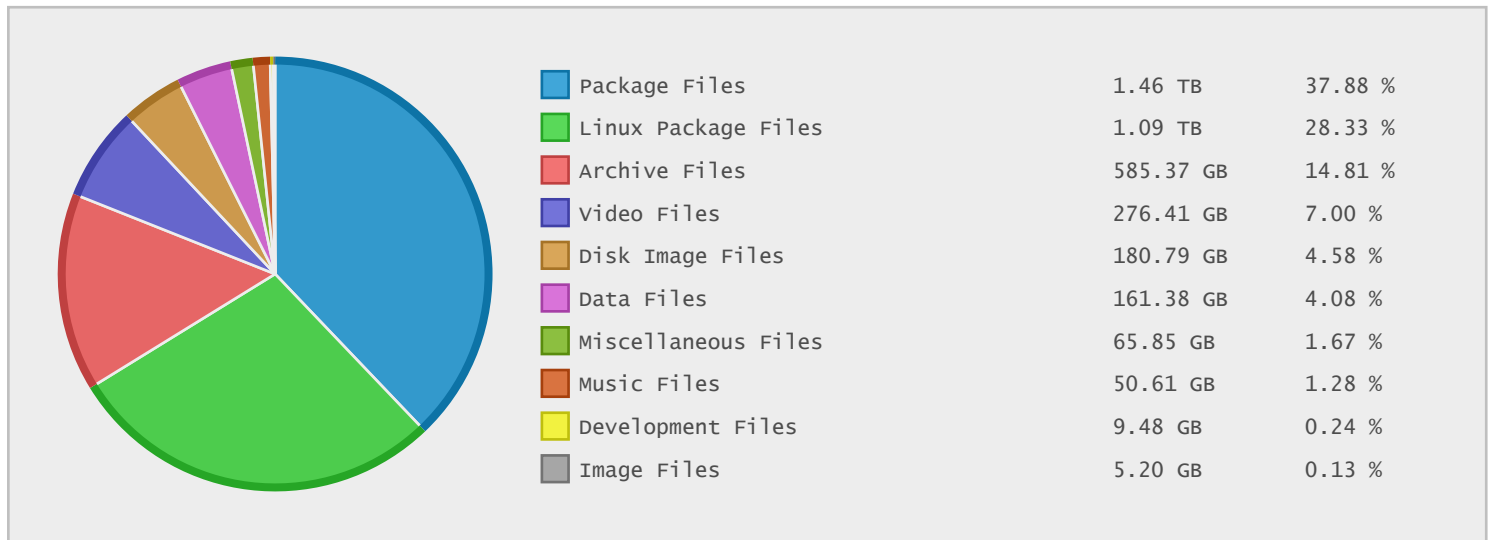 Package Files 1.46 TB 37.88 %
Linux Package Files 1.09 TB 28.33 %
Archive Files 585.37 GB 14.81 %
Video Files 276.41 GB 7.00 %
Disk Image Files 180.79 GB 4.58 %
Data Files 161.38 GB 4.08 %
Miscellaneous Files 65.85 GB 1.67 %
Music Files 50.61 GB 1.28 %
Development Files 9.48 GB 0.24 %
Image Files 5.20 GB 0.13 %